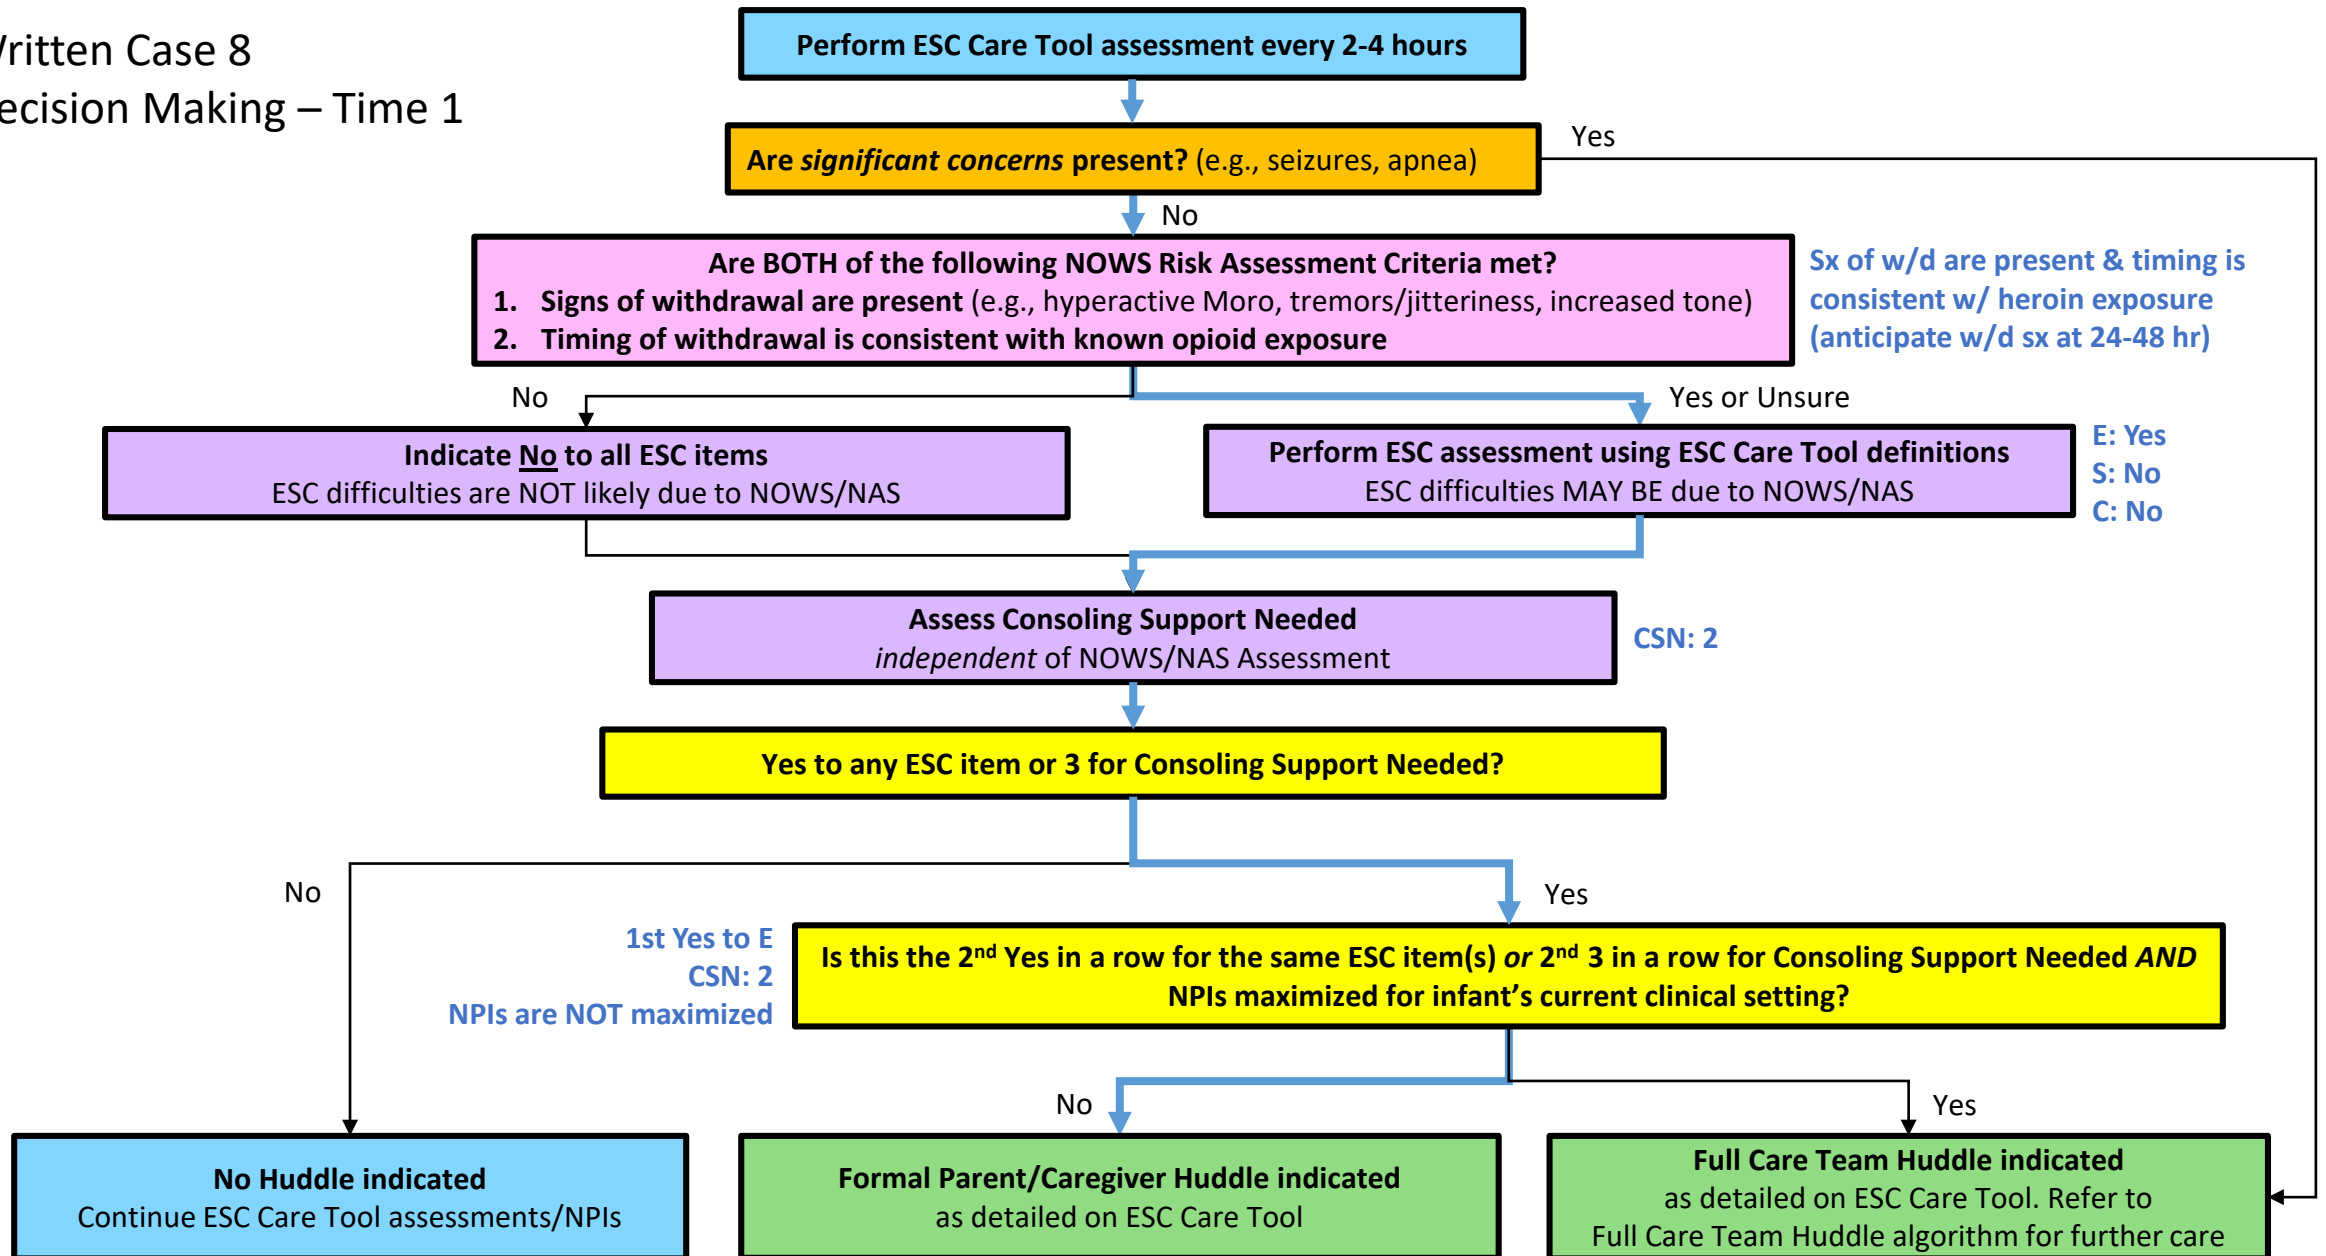 ritten Case 8
ecision Making – Time 1
Perform ESC Care Tool assessment every 2-4 hours
Are significant concerns present? (e.g., seizures, apnea)
Yes
No
Are BOTH of the following NOWS Risk Assessment Criteria met?
1. Signs of withdrawal are present (e.g., hyperactive Moro, tremors/jitteriness, increased tone)
2. Timing of withdrawal is consistent with known opioid exposure
Sx of w/d are present & timing is
consistent w/ heroin exposure
(anticipate w/d sx at 24-48 hr)
No
Yes or Unsure
Indicate No to all ESC items
ESC difficulties are NOT likely due to NOWS/NAS
Perform ESC assessment using ESC Care Tool definitions
ESC difficulties MAY BE due to NOWS/NAS
E: Yes
S: No
C: No
Assess Consoling Support Needed
independent of NOWS/NAS Assessment
CSN: 2
Yes to any ESC item or 3 for Consoling Support Needed?
No
Yes
1st Yes to E
CSN: 2
NPIs are NOT maximized
Is this the 2nd Yes in a row for the same ESC item(s) or 2nd 3 in a row for Consoling Support Needed AND
NPIs maximized for infant's current clinical setting?
No
Yes
No Huddle indicated
Continue ESC Care Tool assessments/NPIs
Formal Parent/Caregiver Huddle indicated
as detailed on ESC Care Tool
Full Care Team Huddle indicated
as detailed on ESC Care Tool. Refer to
Full Care Team Huddle algorithm for further care